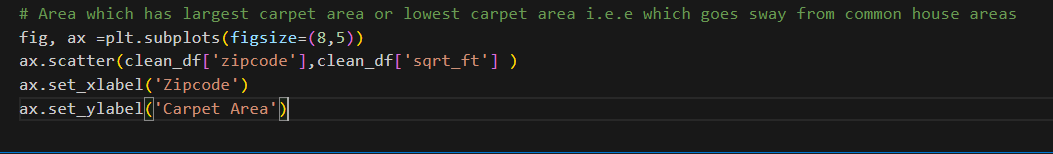 # Area which has largest carpet area or lowest carpet area i.e.e which goes sway from common house areas
fig, ax =plt.subplots(figsize=(8,5))
ax.scatter(clean_df['zipcode'],clean_df['sqrt_ft'] )
ax.set_xlabel('Zipcode')
ax.set_ylabel('Carpet Area')